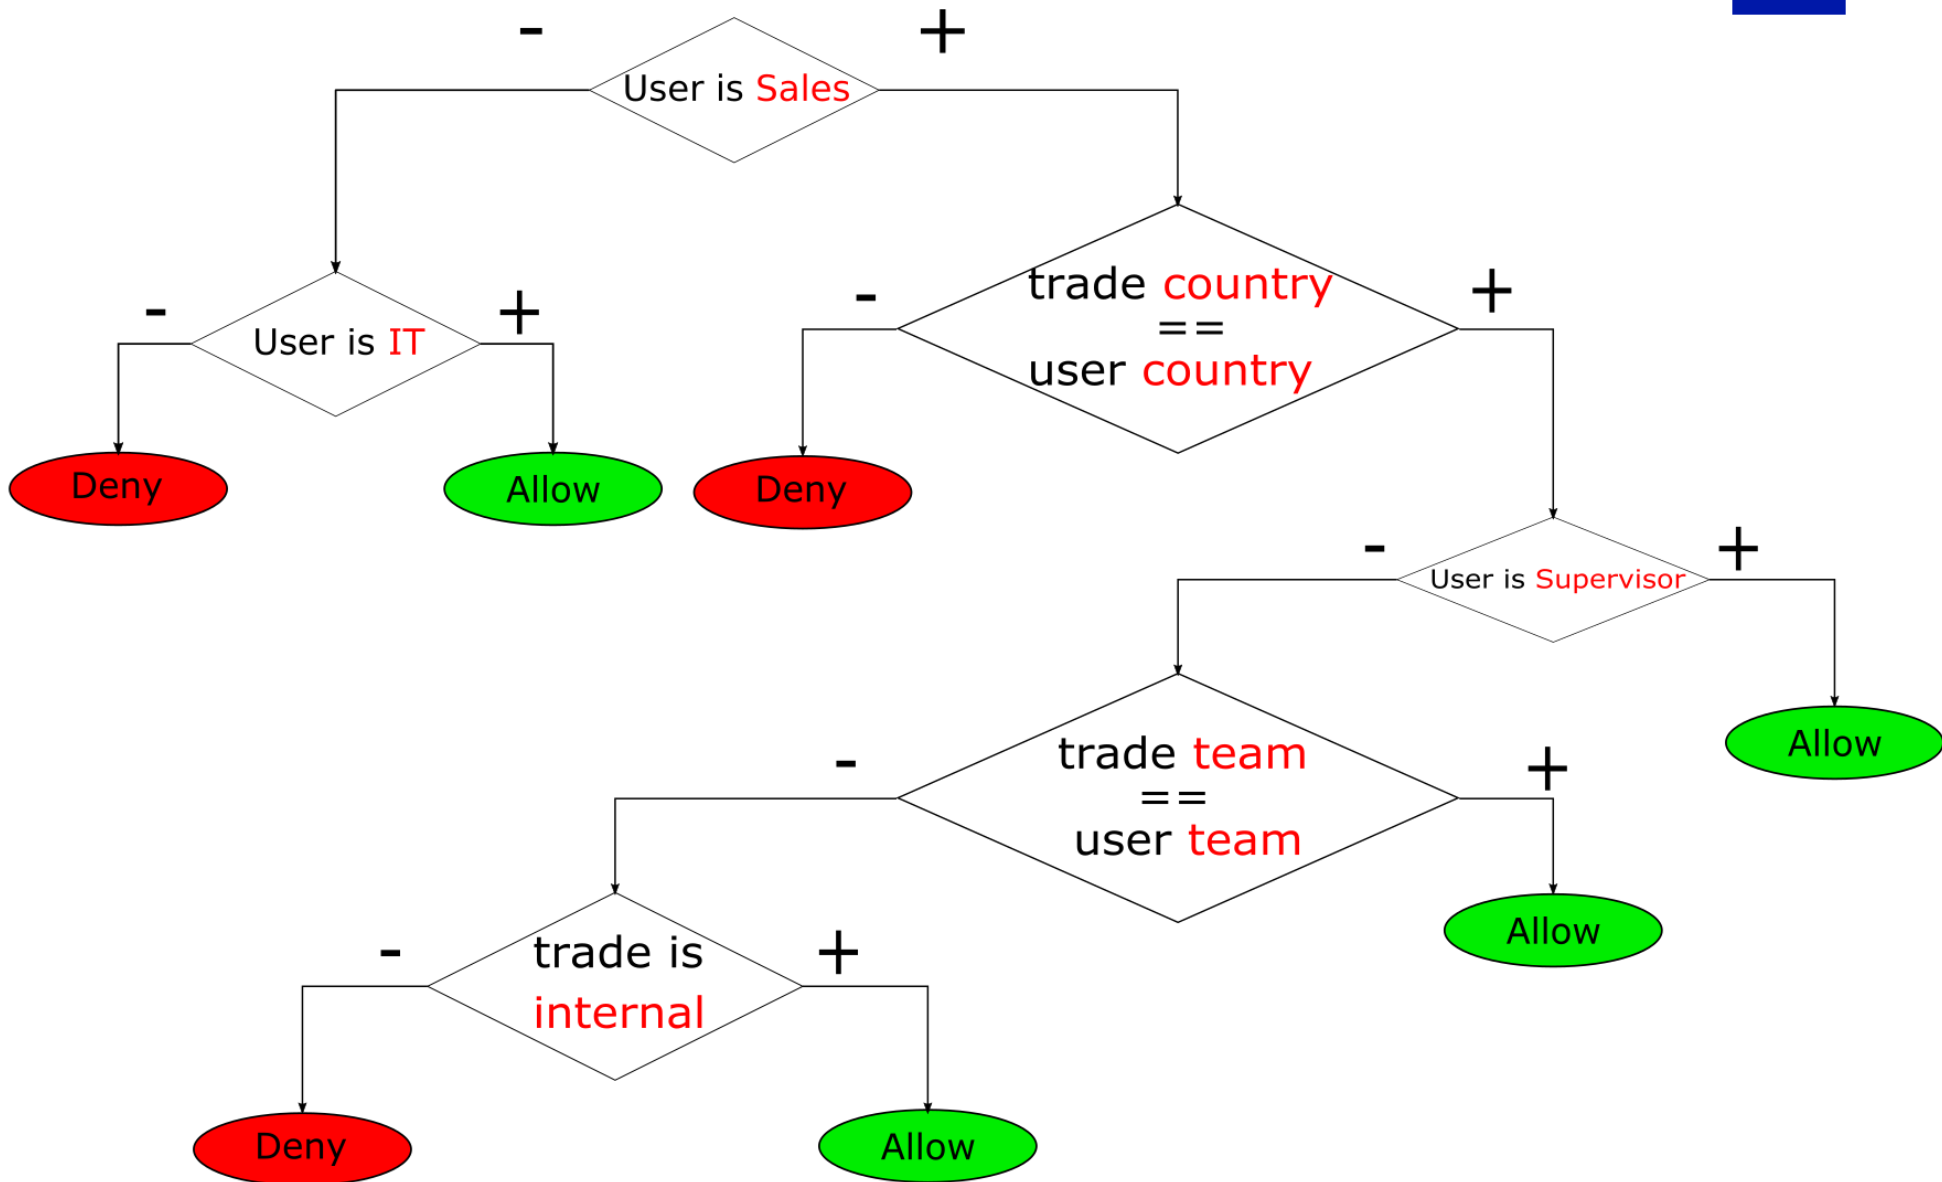 - +
User is Sales
- +
User is IT
- +
trade country
==
user country
Deny
Allow
Deny
- +
User is Supervisor
- +
trade team
==
user team
Allow
Allow
- +
trade is
internal
Deny
Allow